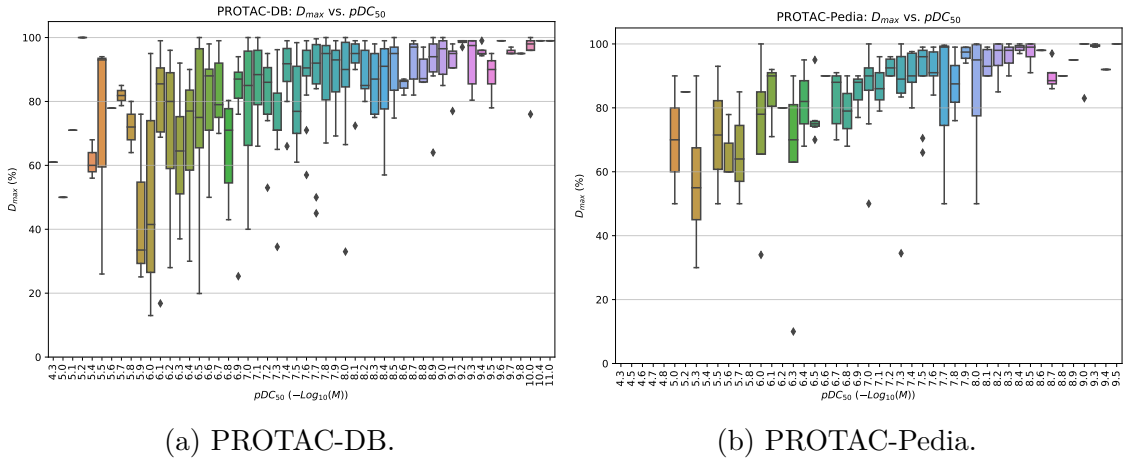 PROTAC-DB: D_max vs. pDC_50
100
80
60
40
20
0
D_max (%)
4.3 5.0 5.1 5.2 5.4 5.5 5.6 5.7 5.8 5.9 6.0 6.1 6.2 6.3 6.4 6.5 6.6 6.7 6.8 6.9 7.0 7.1 7.2 7.3 7.4 7.5 7.6 7.7 7.8 7.9 8.0 8.1 8.2 8.3 8.4 8.5 8.6 8.7 8.8 8.9 9.0 9.1 9.2 9.3 9.4 9.5 9.6 9.7 9.8 10.0 10.4 11.0
pDC_50 (−Log_10(M))
(a) PROTAC-DB.
PROTAC-Pedia: D_max vs. pDC_50
100
80
60
40
20
0
D_max (%)
4.3 4.5 4.6 4.7 4.8 5.0 5.2 5.3 5.4 5.5 5.6 5.7 5.8 6.0 6.1 6.2 6.3 6.4 6.5 6.6 6.7 6.8 6.9 7.0 7.1 7.2 7.3 7.4 7.5 7.6 7.7 7.8 7.9 8.0 8.1 8.2 8.3 8.4 8.5 8.6 8.7 8.8 8.9 9.0 9.3 9.4 9.5
pDC_50 (−Log_10(M))
(b) PROTAC-Pedia.